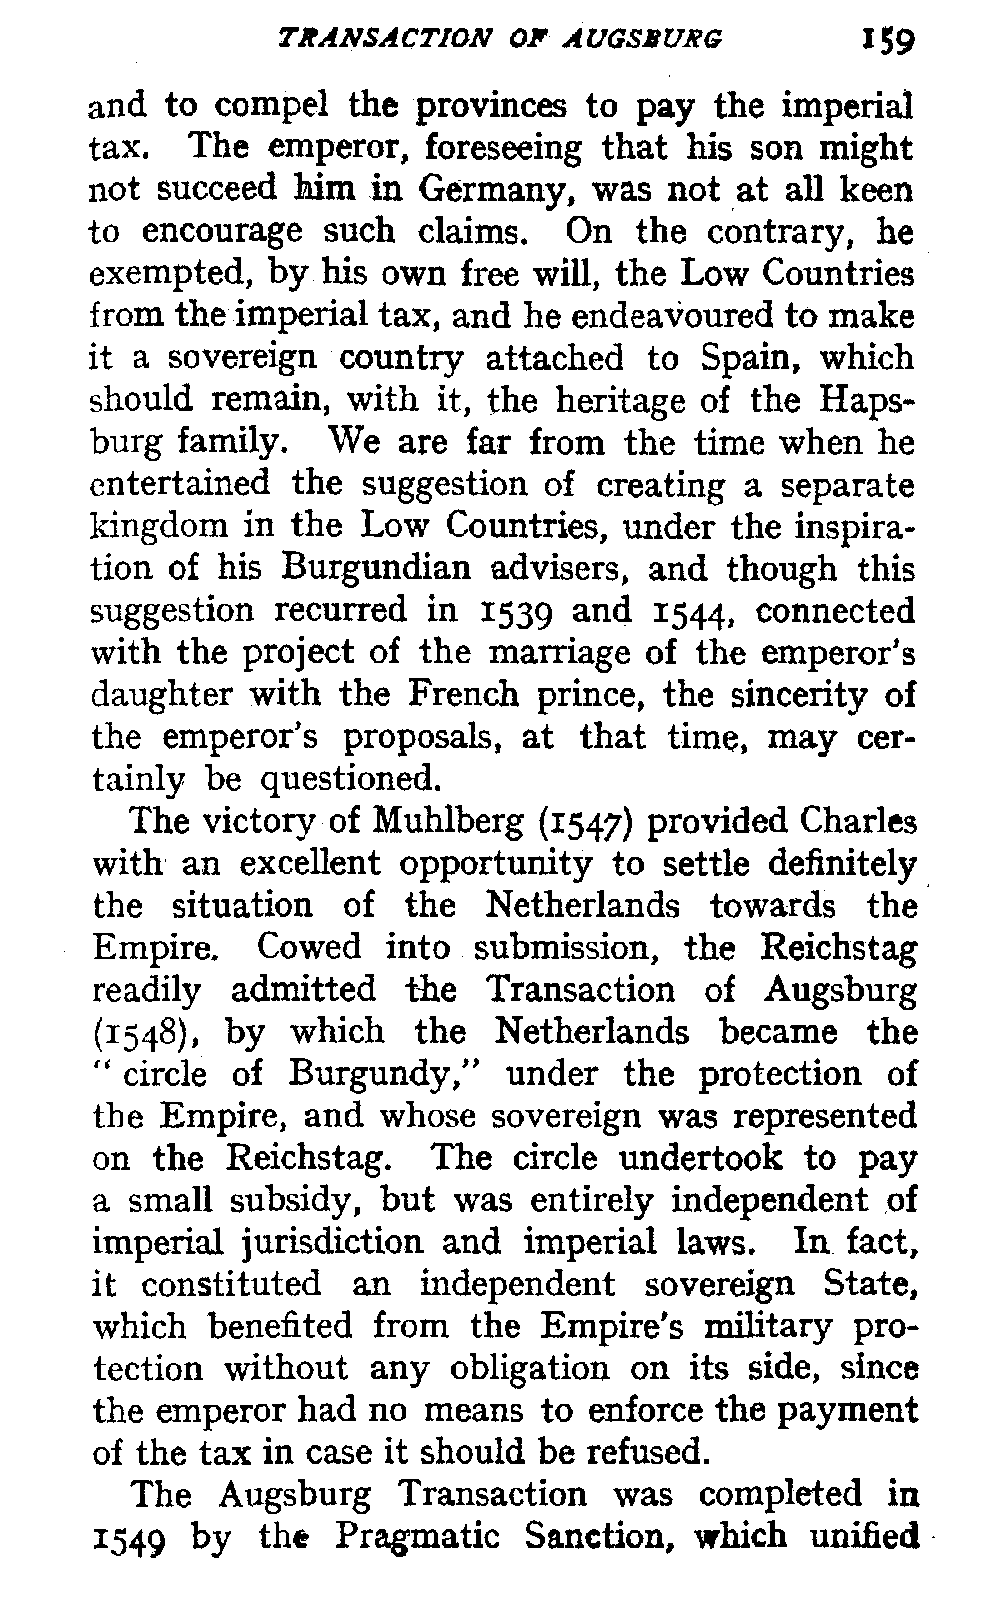 TRANSACTION OF AUGSBURG 159
and to compel the provinces to pay the imperial
tax. The emperor, foreseeing that his son might
not succeed him in Germany, was not at all keen
to encourage such claims. On the contrary, he
exempted, by his own free will, the Low Countries
from the imperial tax, and he endeavoured to make
it a sovereign country attached to Spain, which
should remain, with it, the heritage of the Haps-
burg family. We are far from the time when he
entertained the suggestion of creating a separate
kingdom in the Low Countries, under the inspira-
tion of his Burgundian advisers, and though this
suggestion recurred in 1539 and 1544, connected
with the project of the marriage of the emperor's
daughter with the French prince, the sincerity of
the emperor's proposals, at that time, may cer-
tainly be questioned.
The victory of Muhlberg (1547) provided Charles
with an excellent opportunity to settle definitely
the situation of the Netherlands towards the
Empire. Cowed into submission, the Reichstag
readily admitted the Transaction of Augsburg
(1548), by which the Netherlands became the
" circle of Burgundy," under the protection of
the Empire, and whose sovereign was represented
on the Reichstag. The circle undertook to pay
a small subsidy, but was entirely independent of
imperial jurisdiction and imperial laws. In fact,
it constituted an independent sovereign State,
which benefited from the Empire's military pro-
tection without any obligation on its side, since
the emperor had no means to enforce the payment
of the tax in case it should be refused.
The Augsburg Transaction was completed in
1549 by the Pragmatic Sanction, which unified